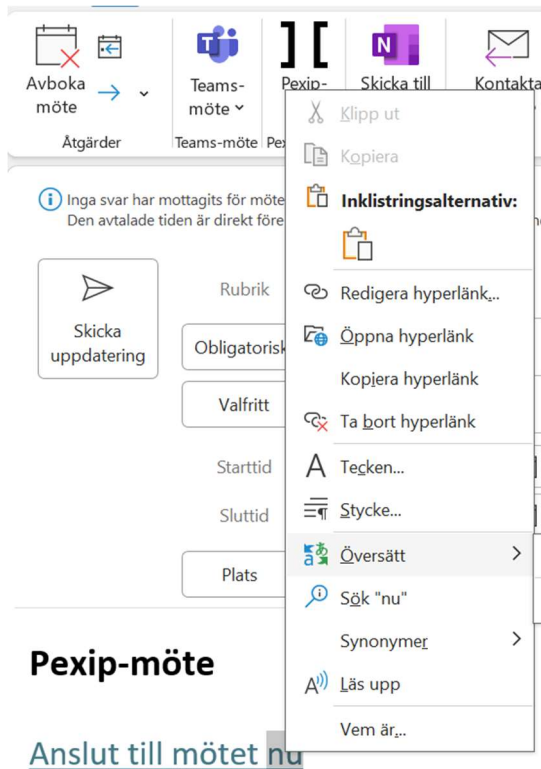 Avboka
möte
Åtgärder
Teams-
möte
Teams-möte
Pexip-
Pe
Skicka till
Kontakta
Inga svar har mottagits för möte
Den avtalade tiden är direkt före
Skicka
uppdatering
Rubrik
Obligatorisk
Valfritt
Starttid
Sluttid
Plats
Klipp ut
Kopiera
Inklistringsalternativ:
Redigera hyperlänk...
Öppna hyperlänk
Kopiera hyperlänk
Ta bort hyperlänk
Tecken...
Stycke...
Översätt
Sök "nu"
Synonymer
Läs upp
Vem är...
Pexip-möte
Anslut till mötet nu